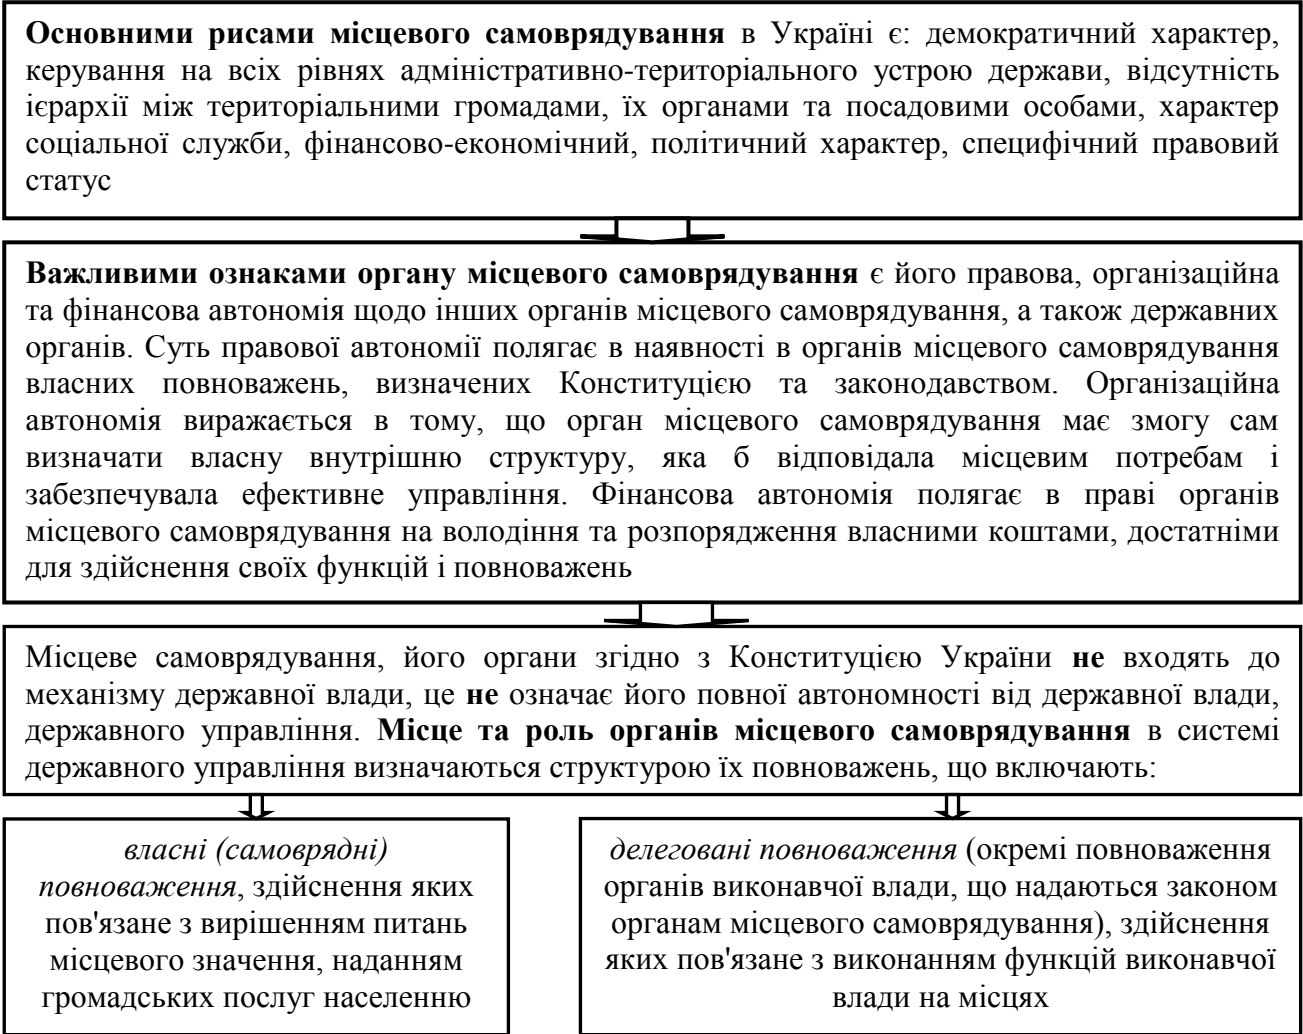 Основними рисами місцевого самоврядування в Україні є: демократичний характер,
керування на всіх рівнях адміністративно-територіального устрою держави, відсутність
ієрархії між територіальними громадами, їх органами та посадовими особами, характер
соціальної служби, фінансово-економічний, політичний характер, специфічний правовий
статус
Важливими ознаками органу місцевого самоврядування є його правова, організаційна
та фінансова автономія щодо інших органів місцевого самоврядування, а також державних
органів. Суть правової автономії полягає в наявності в органів місцевого самоврядування
власних повноважень, визначених Конституцією та законодавством. Організаційна
автономія виражається в тому, що орган місцевого самоврядування має змогу сам
визначати власну внутрішню структуру, яка б відповідала місцевим потребам і
забезпечувала ефективне управління. Фінансова автономія полягає в праві органів
місцевого самоврядування на володіння та розпорядження власними коштами, достатніми
для здійснення своїх функцій і повноважень
Місцеве самоврядування, його органи згідно з Конституцією України не входять до
механізму державної влади, це не означає його повної автономності від державної влади,
державного управління. Місце та роль органів місцевого самоврядування в системі
державного управління визначаються структурою їх повноважень, що включають:
власні (самоврядні)
повноваження, здійснення яких
пов'язане з вирішенням питань
місцевого значення, наданням
громадських послуг населенню
делеговані повноваження (окремі повноваження
органів виконавчої влади, що надаються законом
органам місцевого самоврядування), здійснення
яких пов'язане з виконанням функцій виконавчої
влади на місцях